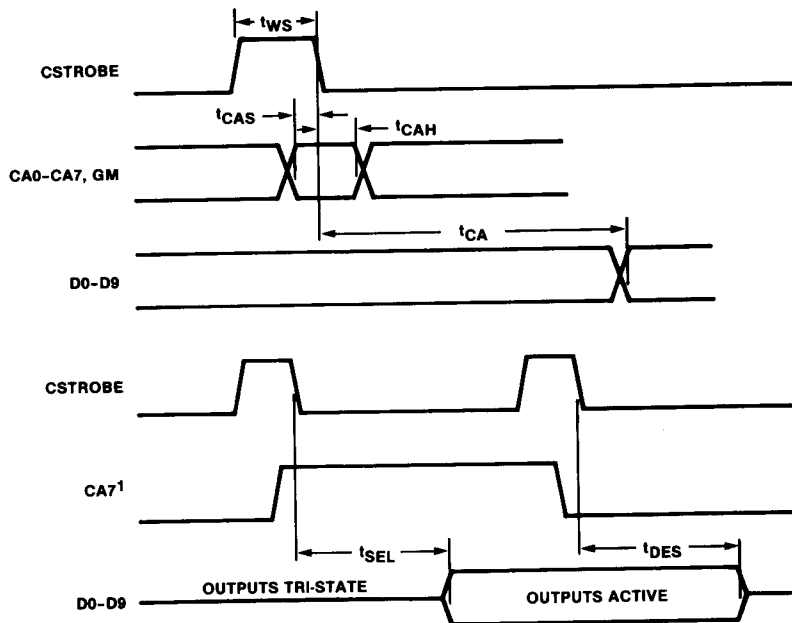 tWS
CSTROBE
tCAS
tCAH
CA0-CA7, GM
tCA
D0-D9
CSTROBE
CA7¹
tSEL
tDES
OUTPUTS TRI-STATE
OUTPUTS ACTIVE
D0-D9